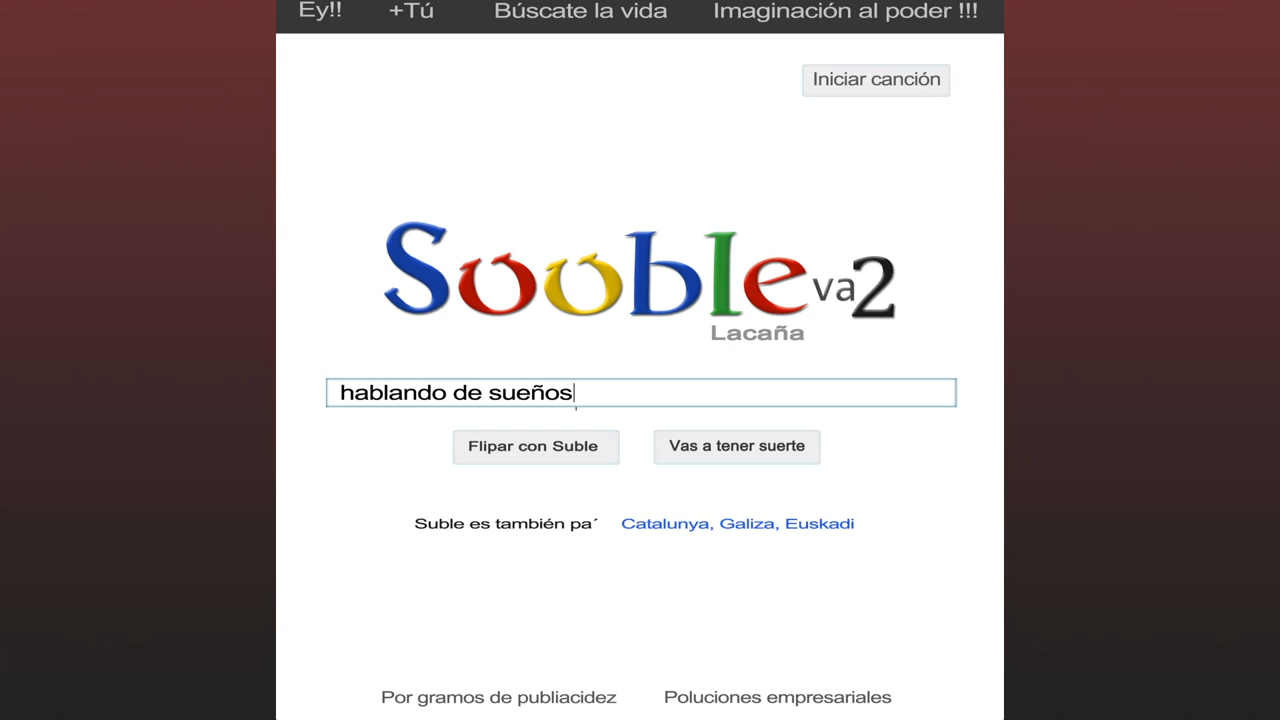 Ey!! +Tú Búscate la vida Imaginación al poder !!!
Iniciar canción
Sooble va2
Lacaña
hablando de sueños
Flipar con Suble Vas a tener suerte
Suble es también pa´ Catalunya, Galiza, Euskadi
Por gramos de publiacidez Poluciones empresariales